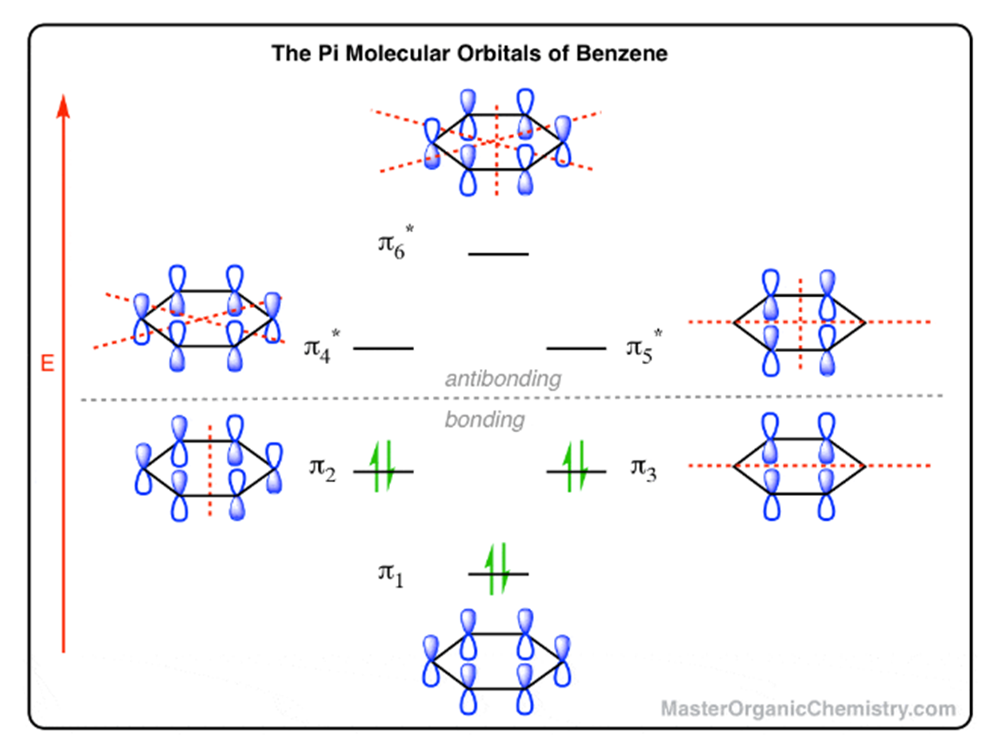 The Pi Molecular Orbitals of Benzene
π6*
E
π4*
π5*
antibonding
bonding
π2
π3
π1
MasterOrganicChemistry.com